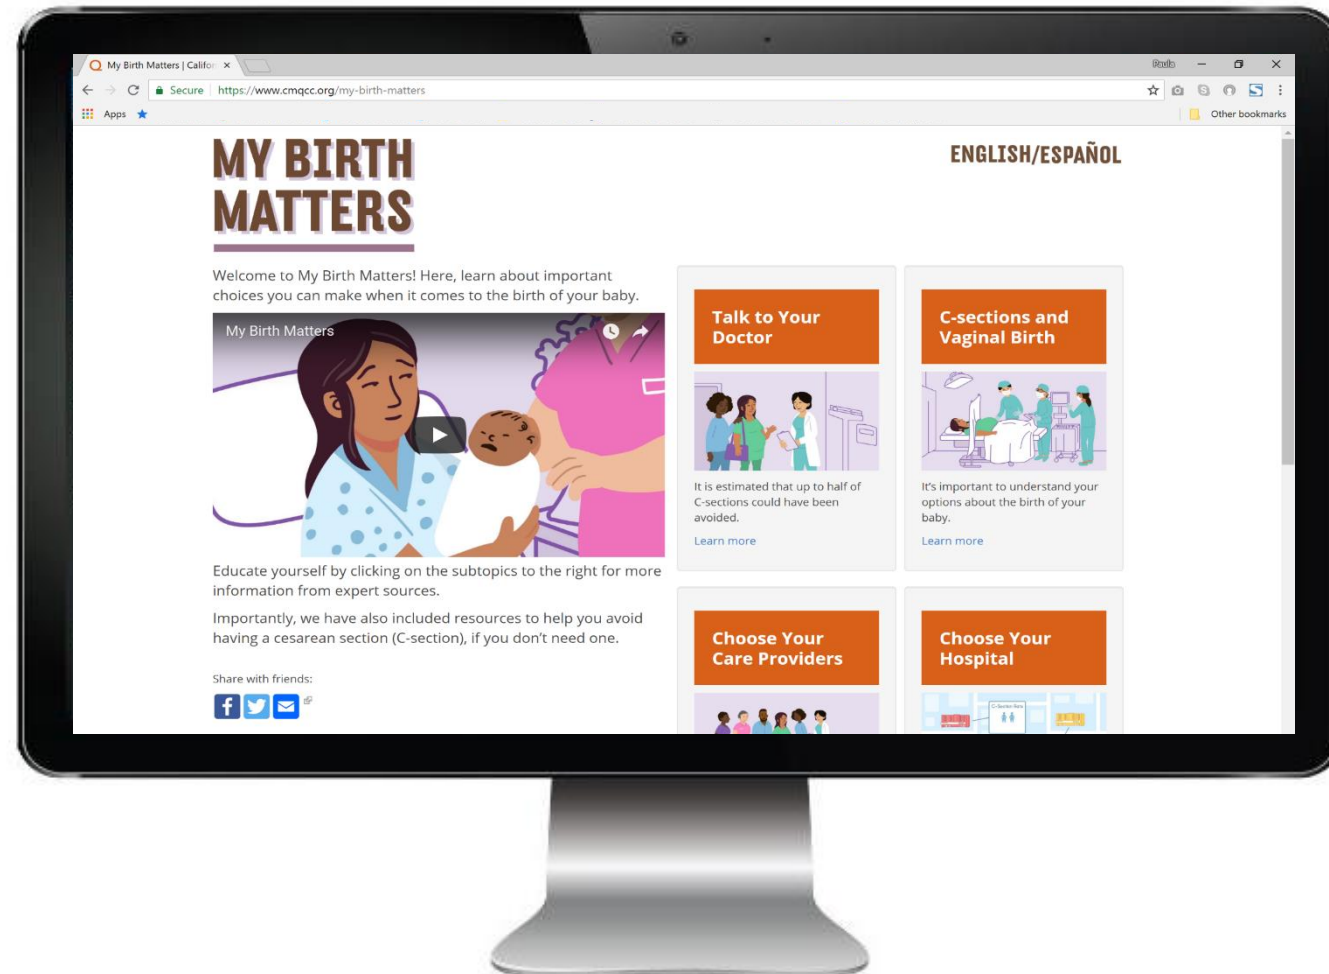 My Birth Matters | Califor
Paula
Secure
https://www.cmqcc.org/my-birth-matters
Apps
Other bookmarks
MY BIRTH
MATTERS
ENGLISH/ESPAÑOL
Welcome to My Birth Matters! Here, learn about important
choices you can make when it comes to the birth of your baby.
My Birth Matters
Educate yourself by clicking on the subtopics to the right for more
information from expert sources.
Importantly, we have also included resources to help you avoid
having a cesarean section (C-section), if you don't need one.
Share with friends:
Talk to Your
Doctor
It is estimated that up to half of
C-sections could have been
avoided.
Learn more
C-sections and
Vaginal Birth
It's important to understand your
options about the birth of your
baby.
Learn more
Choose Your
Care Providers
Choose Your
Hospital